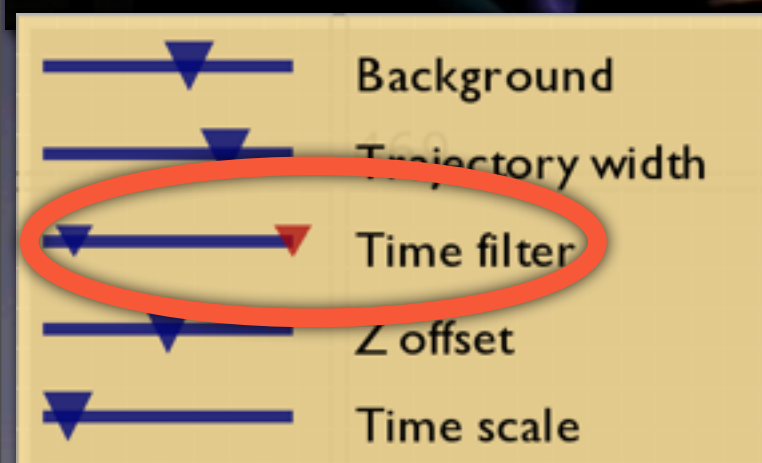 Background
Trajectory width
Time filter
Z offset
Time scale